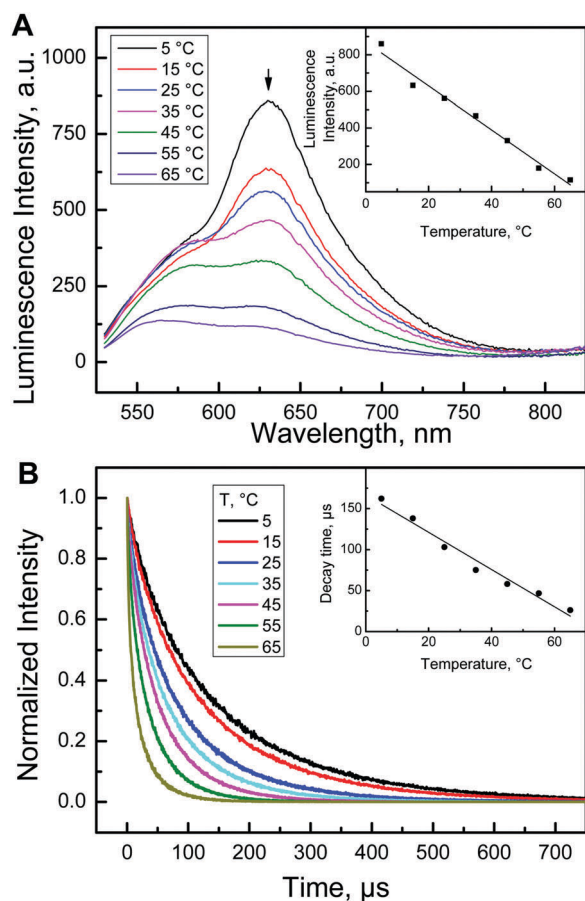 A
Luminescence Intensity, a.u.
1000
750
500
250
0
5 °C
15 °C
25 °C
35 °C
45 °C
55 °C
65 °C
Luminescence
Intensity, a.u.
800
600
400
200
0 20 40 60
Temperature, °C
550 600 650 700 750 800
Wavelength, nm
B
Normalized Intensity
1.0
0.8
0.6
0.4
0.2
0.0
T, °C
5
15
25
35
45
55
65
Decay time, µs
150
100
50
0
0 20 40 60
Temperature, °C
0 100 200 300 400 500 600 700
Time, µs